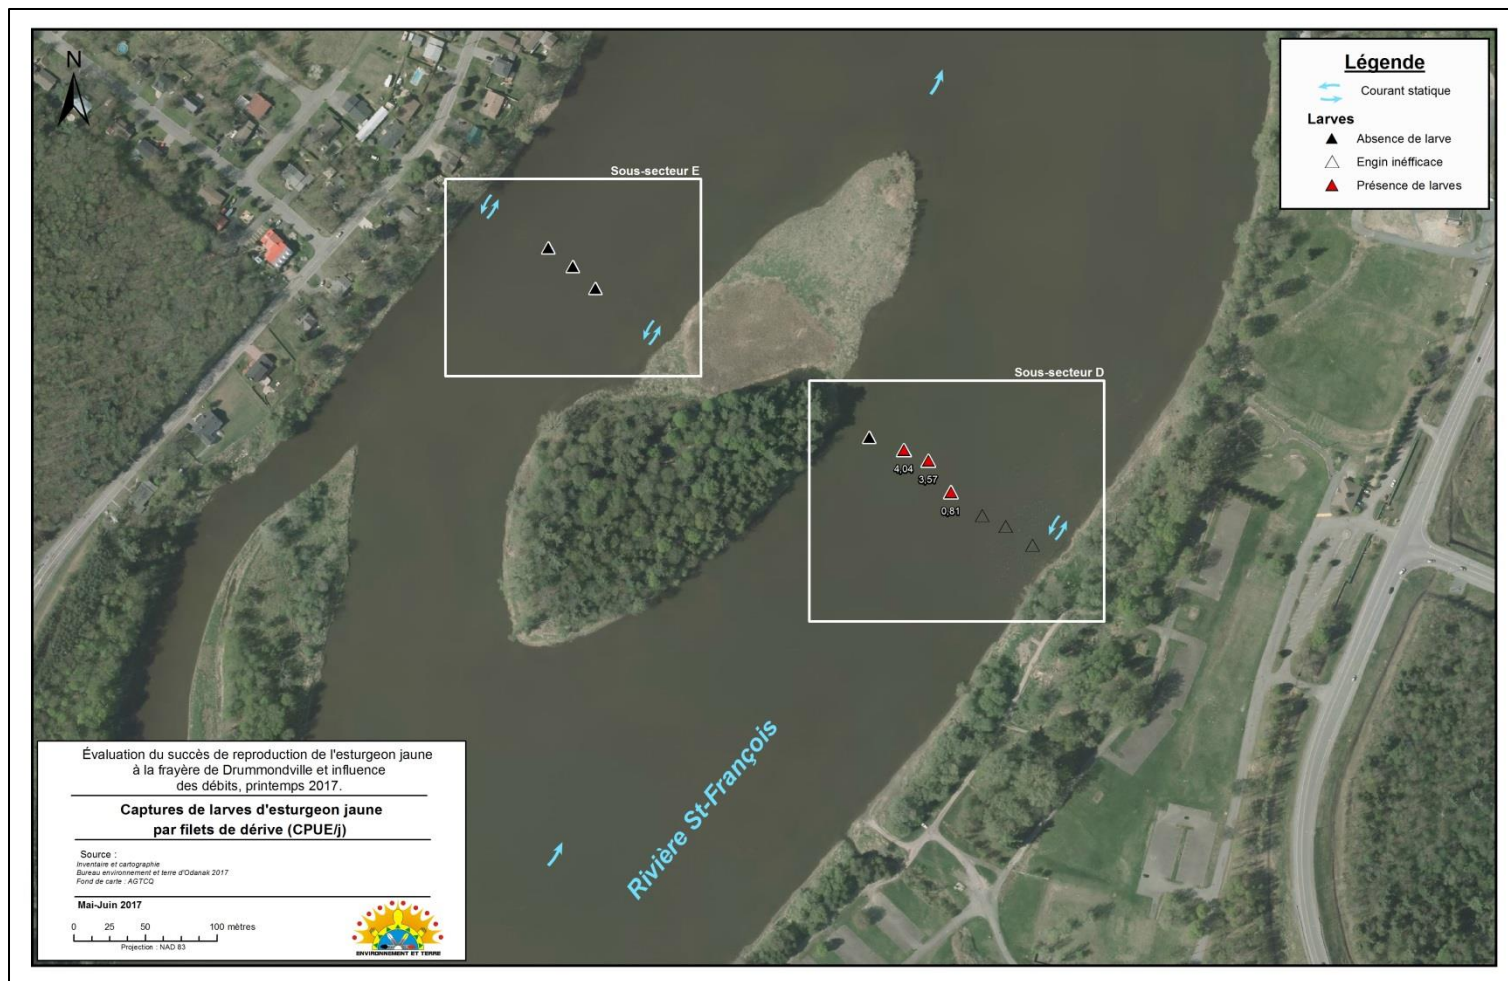 N
Légende
Courant statique
Larves
Absence de larve
Engin inéfficace
Présence de larves
Sous-secteur E
Sous-secteur D
4,04
3,57
0,81
Rivière St-François
Évaluation du succès de reproduction de l'esturgeon jaune
à la frayère de Drummondville et influence
des débits, printemps 2017.
Captures de larves d'esturgeon jaune
par filets de dérive (CPUE/j)
Source :
Inventaire et cartographie
Bureau environnement et terre d'Odanak 2017
Fond de carte : AGTCQ
Mai-Juin 2017
0 25 50 100 mètres
Projection : NAD 83
ENVIRONNEMENT ET TERRE